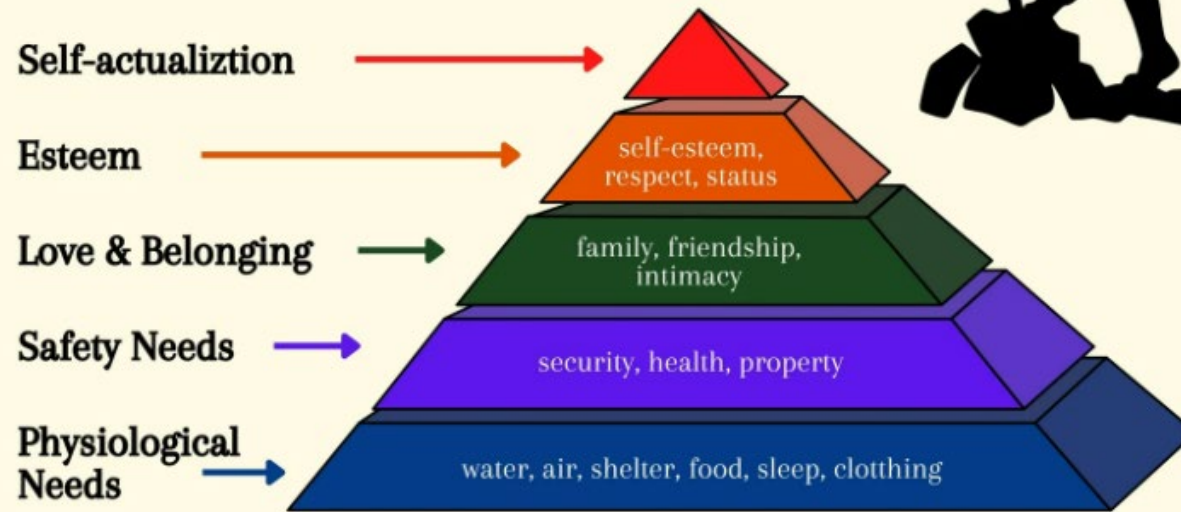 Self-actualiztion
Esteem
self-esteem,
respect, status
Love & Belonging
family, friendship,
intimacy
Safety Needs
security, health, property
Physiological
Needs
water, air, shelter, food, sleep, clotthing